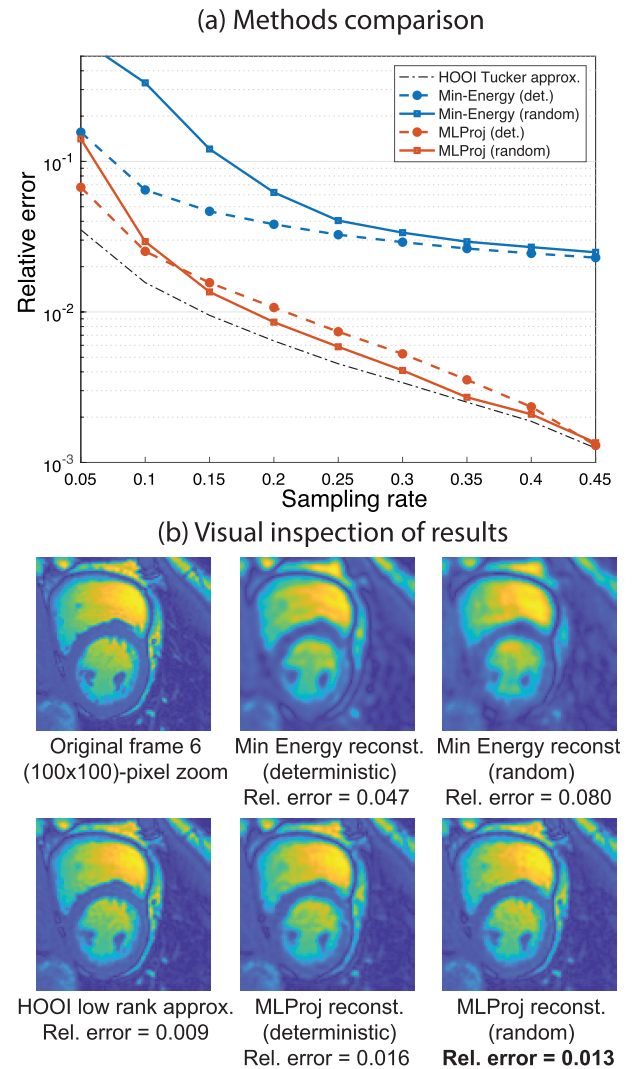 (a) Methods comparison
HOOI Tucker approx.
Min-Energy (det.)
Min-Energy (random)
MLProj (det.)
MLProj (random)
Relative error
10-1
10-2
10-3
0.05 0.1 0.15 0.2 0.25 0.3 0.35 0.4 0.45
Sampling rate
(b) Visual inspection of results
Original frame 6
(100x100)-pixel zoom
Min Energy reconst.
(deterministic)
Rel. error = 0.047
Min Energy reconst
(random)
Rel. error = 0.080
HOOI low rank approx.
Rel. error = 0.009
MLProj reconst.
(deterministic)
Rel. error = 0.016
MLProj reconst.
(random)
Rel. error = 0.013